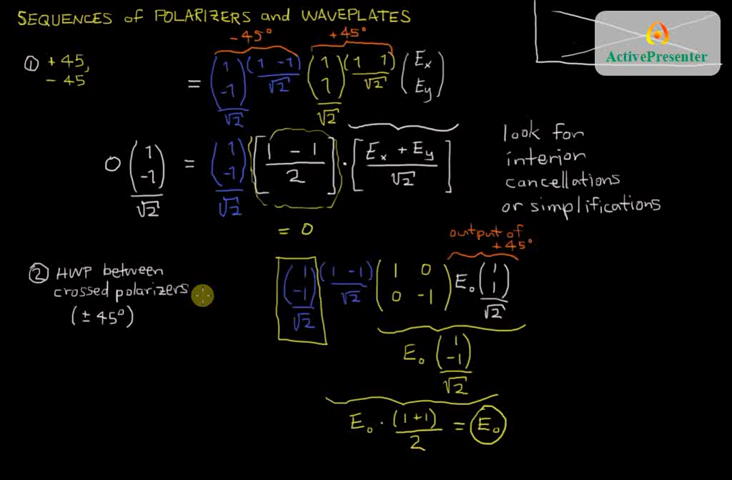 SEQUENCES of POLARIZERS and WAVEPLATES
ActivePresenter
-45° +45°
① +45,
-45
= (1 -1)/√2 (1 -1)/√2 (1 1)/√2 (1 1)/√2 (Ex Ey)
0 (1 -1)/√2 = (1 -1)/√2 [1 - 1 / 2] · [Ex + Ey / √2]
= 0
look for
interior
cancellations
or simplifications
output of
+45°
② HWP between
crossed polarizers
(± 45°)
(1 -1)/√2 (1 -1)/√2 (1 0 0 -1) E₀ (1 1)/√2
E₀ (1 -1)/√2
E₀ · (1+1)/2 = E₀